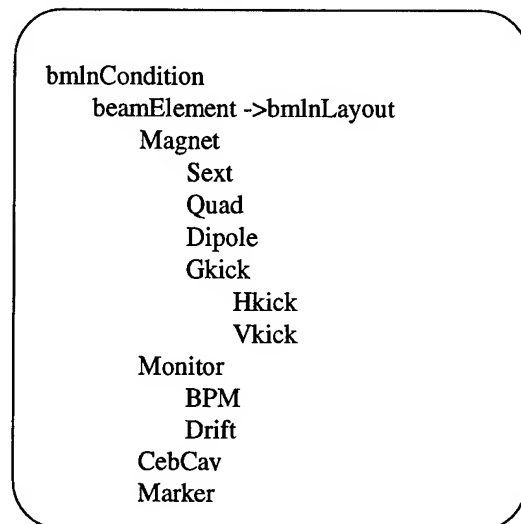 bmlnCondition
beamElement ->bmlnLayout
Magnet
Sext
Quad
Dipole
Gkick
Hkick
Vkick
Monitor
BPM
Drift
CebCav
Marker